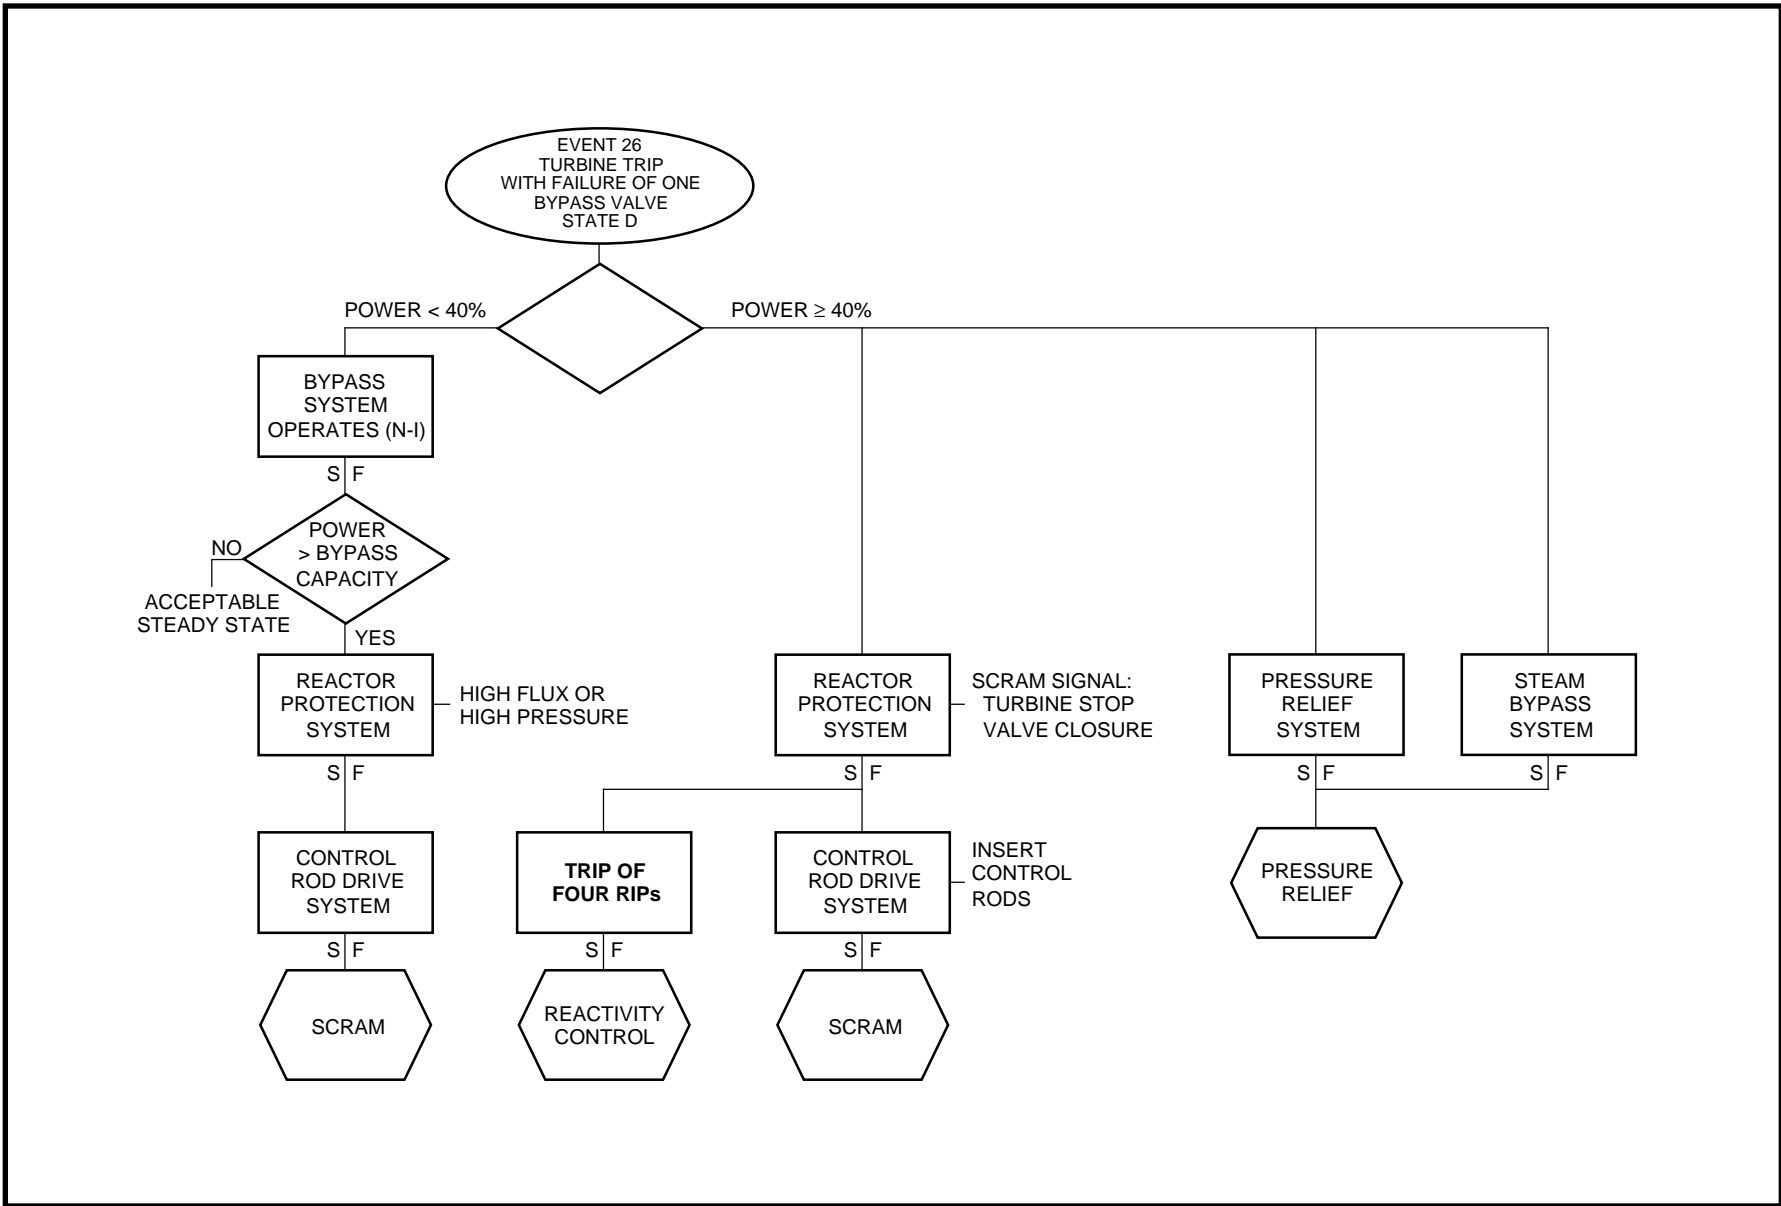 EVENT 26
TURBINE TRIP
WITH FAILURE OF ONE
BYPASS VALVE
STATE D
POWER < 40%
POWER ≥ 40%
BYPASS
SYSTEM
OPERATES (N-I)
S F
POWER
> BYPASS
CAPACITY
NO
ACCEPTABLE
STEADY STATE
YES
REACTOR
PROTECTION
SYSTEM
HIGH FLUX OR
HIGH PRESSURE
S F
CONTROL
ROD DRIVE
SYSTEM
S F
SCRAM
REACTOR
PROTECTION
SYSTEM
SCRAM SIGNAL:
TURBINE STOP
VALVE CLOSURE
S F
TRIP OF
FOUR RIPs
S F
REACTIVITY
CONTROL
CONTROL
ROD DRIVE
SYSTEM
INSERT
CONTROL
RODS
S F
SCRAM
PRESSURE
RELIEF
SYSTEM
S F
STEAM
BYPASS
SYSTEM
S F
PRESSURE
RELIEF